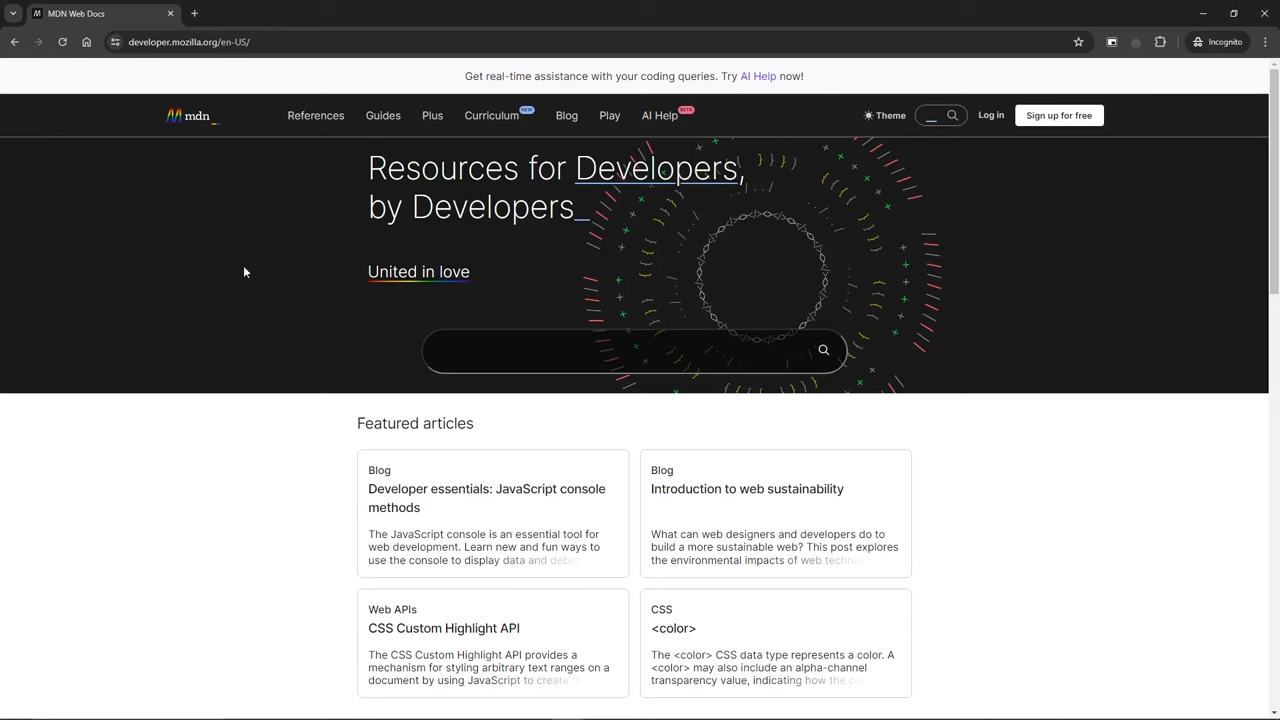 MDN Web Docs
developer.mozilla.org/en-US/
Incognito
Get real-time assistance with your coding queries. Try AI Help now!
mdn_
References Guides Plus Curriculum NEW Blog Play AI Help BETA
Theme
Log in
Sign up for free
Resources for Developers,
by Developers_
United in love
Featured articles
Blog
Developer essentials: JavaScript console
methods
The JavaScript console is an essential tool for
web development. Learn new and fun ways to
use the console to display data and debug
Blog
Introduction to web sustainability
What can web designers and developers do to
build a more sustainable web? This post explores
the environmental impacts of web
Web APIs
CSS Custom Highlight API
The CSS Custom Highlight API provides a
mechanism for styling arbitrary text ranges on a
document by using JavaScript to create
CSS
<color>
The <color> CSS data type represents a color. A
<color> may also include an alpha-channel
transparency value, indicating how the